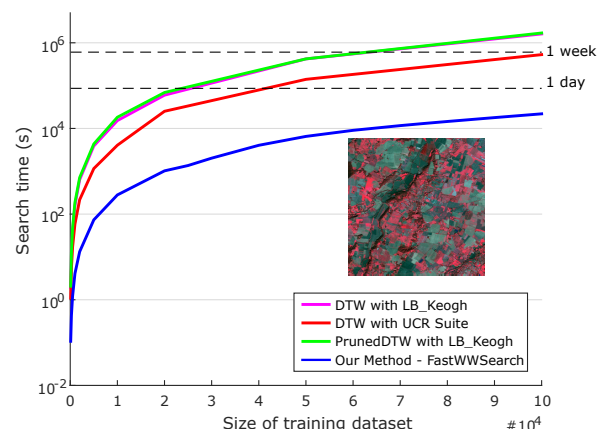 10^6
10^4
10^2
10^0
10^-2
Search time (s)
1 week
1 day
DTW with LB_Keogh
DTW with UCR Suite
PrunedDTW with LB_Keogh
Our Method - FastWWSearch
0 1 2 3 4 5 6 7 8 9 10
Size of training dataset
#10^4